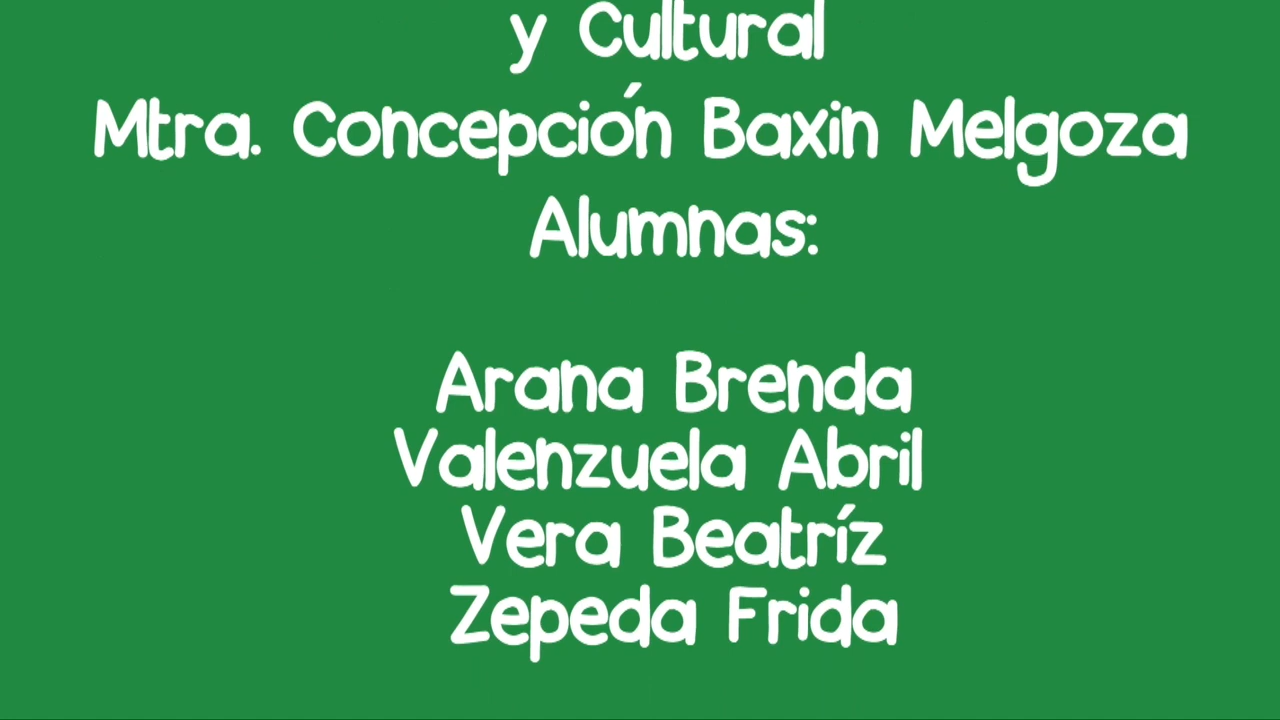 y Cultural
Mtra. Concepción Baxin Melgoza
Alumnas:
Arana Brenda
Valenzuela Abril
Vera Beatríz
Zepeda Frida